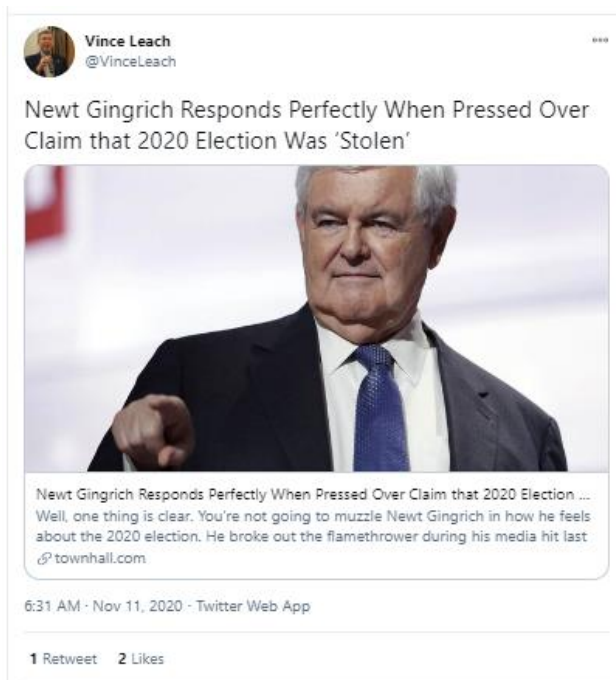 Vince Leach
@VinceLeach
Newt Gingrich Responds Perfectly When Pressed Over
Claim that 2020 Election Was ‘Stolen’
Newt Gingrich Responds Perfectly When Pressed Over Claim that 2020 Election ...
Well, one thing is clear. You're not going to muzzle Newt Gingrich in how he feels
about the 2020 election. He broke out the flamethrower during his media hit last
townhall.com
6:31 AM · Nov 11, 2020 · Twitter Web App
1 Retweet 2 Likes